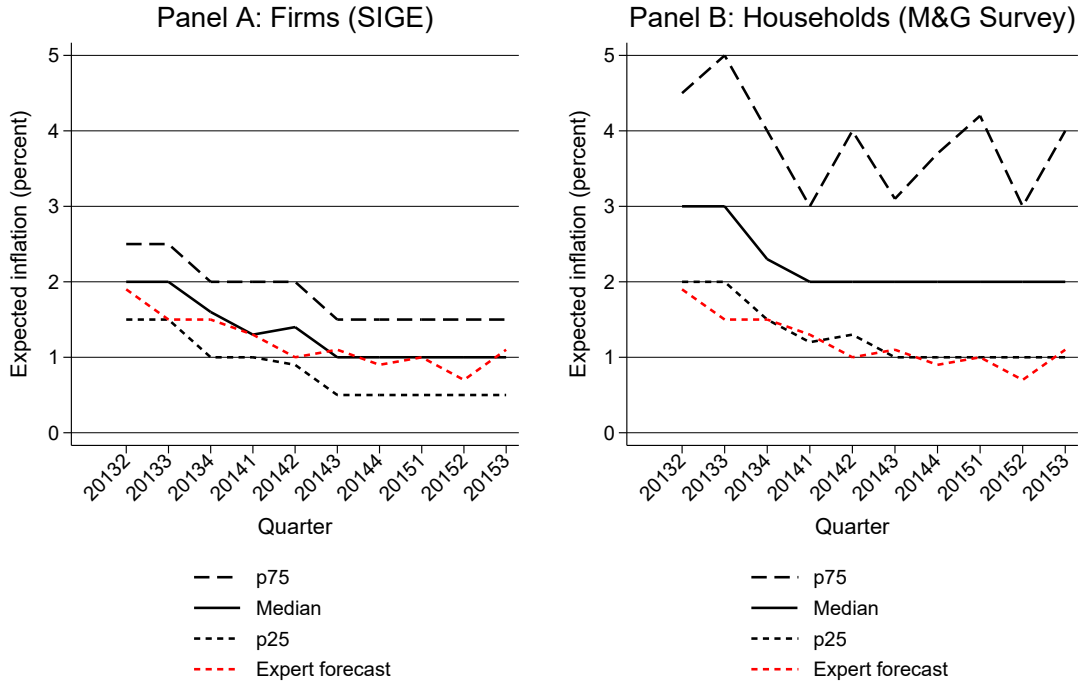 Panel A: Firms (SIGE)
Expected inflation (percent)
5
4
3
2
1
0
20132
20133
20134
20141
20142
20143
20144
20151
20152
20153
Quarter
p75
Median
p25
Expert forecast
Panel B: Households (M&G Survey)
Expected inflation (percent)
5
4
3
2
1
0
20132
20133
20134
20141
20142
20143
20144
20151
20152
20153
Quarter
p75
Median
p25
Expert forecast